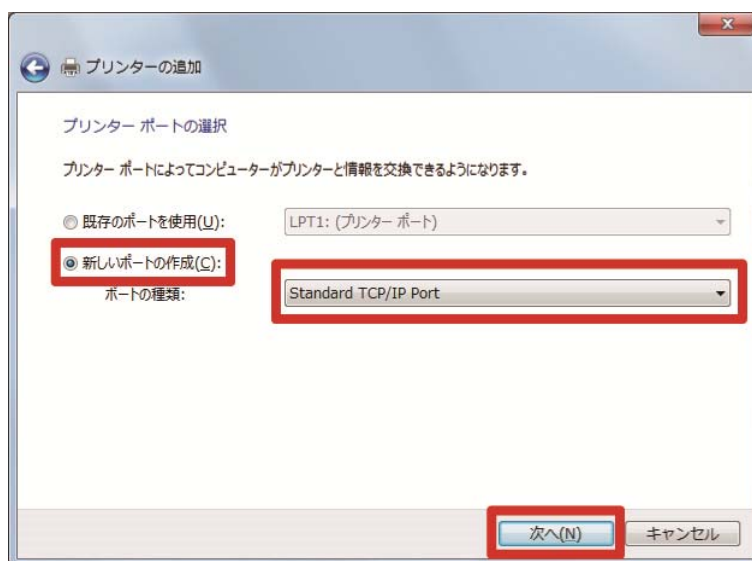 プリンターの追加
プリンター ポートの選択
プリンター ポートによってコンピューターがプリンターと情報を交換できるようになります。
既存のポートを使用(U):
LPT1: (プリンター ポート)
新しいポートの作成(C):
ポートの種類:
Standard TCP/IP Port
次へ(N)
キャンセル